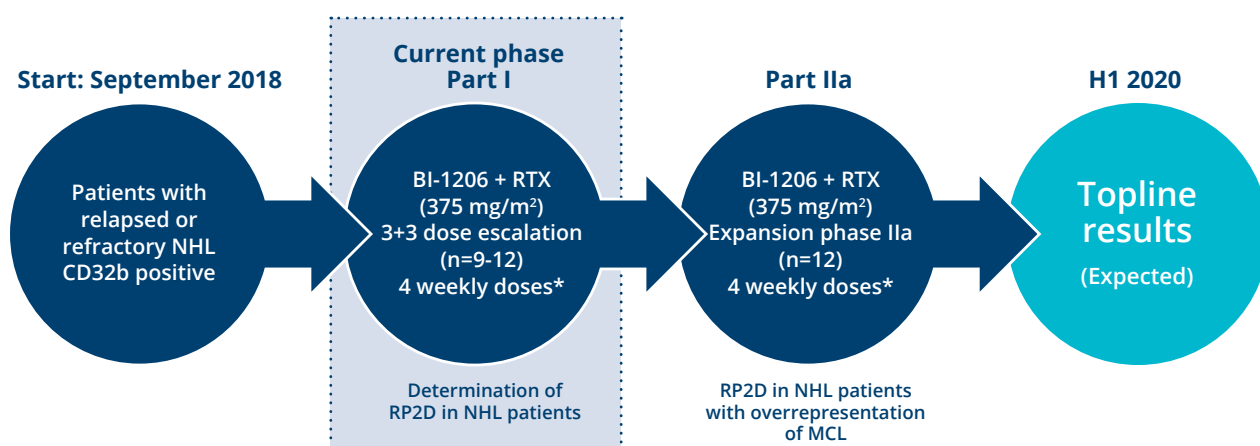 Start: September 2018
Patients with
relapsed or
refractory NHL
CD32b positive
Current phase
Part I
BI-1206 + RTX
(375 mg/m²)
3+3 dose escalation
(n=9-12)
4 weekly doses*
Determination of
RP2D in NHL patients
Part IIa
BI-1206 + RTX
(375 mg/m²)
Expansion phase IIa
(n=12)
4 weekly doses*
RP2D in NHL patients
with overrepresentation
of MCL
H1 2020
Topline
results
(Expected)